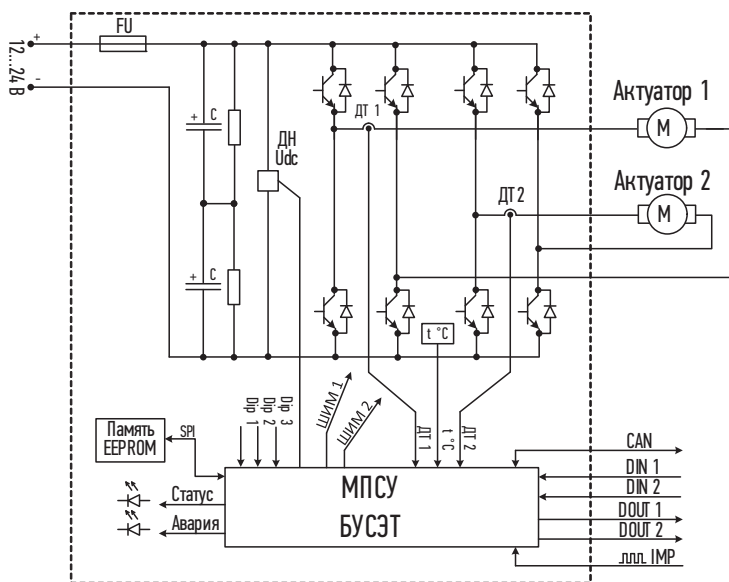 FU
+
12...24 В
-
+ C
+ C
ДН
Udc
ДТ 1
ДТ 2
Актуатор 1
M
Актуатор 2
M
t °C
Dip 1
Dip 2
Dip 3
ШИМ 1
ШИМ 2
ДТ 1
t °C
ДТ 2
Память
EEPROM
SPI
Статус
Авария
МПСУ
БУСЭТ
CAN
DIN 1
DIN 2
DOUT 1
DOUT 2
IMP